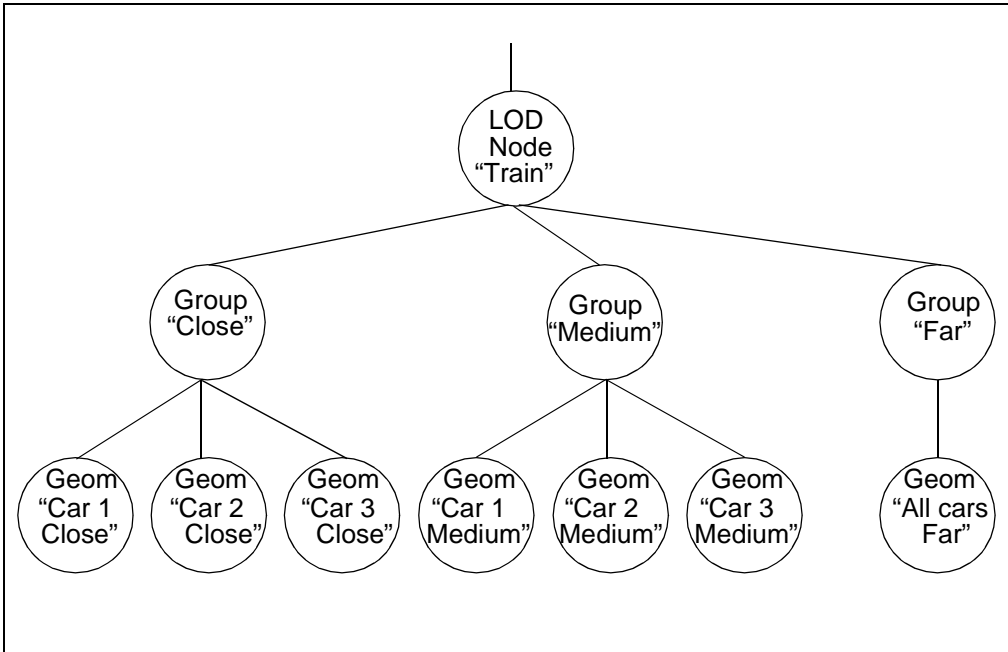 LOD
Node
“Train”
Group
“Close”
Group
“Medium”
Group
“Far”
Geom
“Car 1
Close”
Geom
“Car 2
Close”
Geom
“Car 3
Close”
Geom
“Car 1
Medium”
Geom
“Car 2
Medium”
Geom
“Car 3
Medium”
Geom
“All cars
Far”